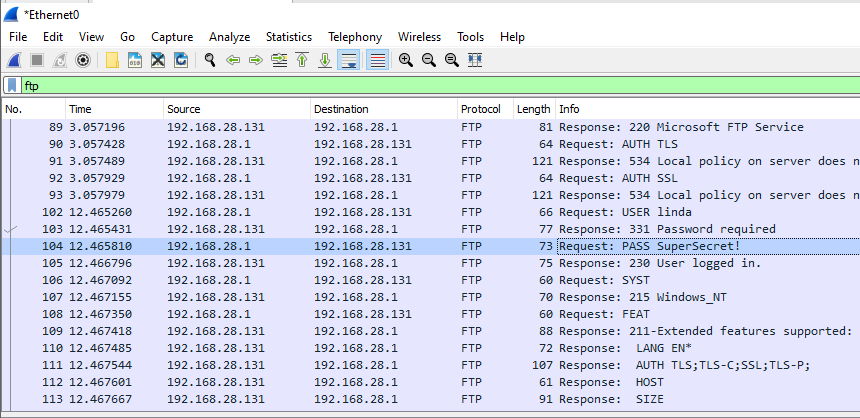 *Ethernet0
File Edit View Go Capture Analyze Statistics Telephony Wireless Tools Help
ftp
No. Time Source Destination Protocol Length Info
89 3.057196 192.168.28.131 192.168.28.1 FTP 81 Response: 220 Microsoft FTP Service
90 3.057428 192.168.28.1 192.168.28.131 FTP 64 Request: AUTH TLS
91 3.057489 192.168.28.131 192.168.28.1 FTP 121 Response: 534 Local policy on server does n
92 3.057929 192.168.28.1 192.168.28.131 FTP 64 Request: AUTH SSL
93 3.057979 192.168.28.131 192.168.28.1 FTP 121 Response: 534 Local policy on server does n
102 12.465260 192.168.28.1 192.168.28.131 FTP 66 Request: USER linda
103 12.465431 192.168.28.131 192.168.28.1 FTP 77 Response: 331 Password required
104 12.465810 192.168.28.1 192.168.28.131 FTP 73 Request: PASS SuperSecret!
105 12.466796 192.168.28.131 192.168.28.1 FTP 75 Response: 230 User logged in.
106 12.467092 192.168.28.1 192.168.28.131 FTP 60 Request: SYST
107 12.467155 192.168.28.131 192.168.28.1 FTP 70 Response: 215 Windows_NT
108 12.467350 192.168.28.1 192.168.28.131 FTP 60 Request: FEAT
109 12.467418 192.168.28.131 192.168.28.1 FTP 88 Response: 211-Extended features supported:
110 12.467485 192.168.28.131 192.168.28.1 FTP 72 Response: LANG EN*
111 12.467544 192.168.28.131 192.168.28.1 FTP 107 Response: AUTH TLS;TLS-C;SSL;TLS-P;
112 12.467601 192.168.28.131 192.168.28.1 FTP 61 Response: HOST
113 12.467667 192.168.28.131 192.168.28.1 FTP 91 Response: SIZE